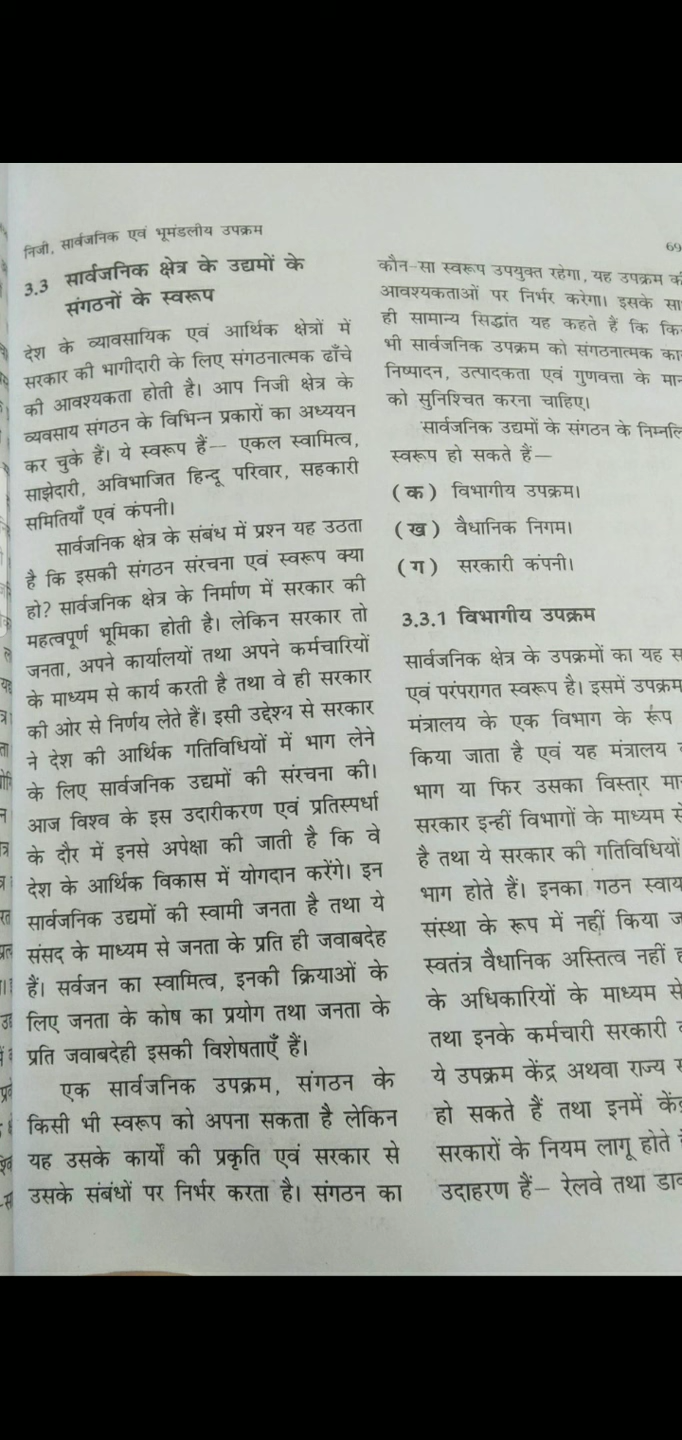 निजी, सार्वजनिक एवं भूमंडलीय उपक्रम
69
3.3 सार्वजनिक क्षेत्र के उद्यमों के
संगठनों के स्वरूप
देश के व्यावसायिक एवं आर्थिक क्षेत्रों में
सरकार की भागीदारी के लिए संगठनात्मक ढाँचे
की आवश्यकता होती है। आप निजी क्षेत्र के
व्यवसाय संगठन के विभिन्न प्रकारों का अध्ययन
कर चुके हैं। ये स्वरूप हैं— एकल स्वामित्व,
साझेदारी, अविभाजित हिन्दू परिवार, सहकारी
समितियाँ एवं कंपनी।
सार्वजनिक क्षेत्र के संबंध में प्रश्न यह उठता
है कि इसकी संगठन संरचना एवं स्वरूप क्या
हो? सार्वजनिक क्षेत्र के निर्माण में सरकार की
महत्वपूर्ण भूमिका होती है। लेकिन सरकार तो
जनता, अपने कार्यालयों तथा अपने कर्मचारियों
के माध्यम से कार्य करती है तथा वे ही सरकार
की ओर से निर्णय लेते हैं। इसी उद्देश्य से सरकार
ने देश की आर्थिक गतिविधियों में भाग लेने
के लिए सार्वजनिक उद्यमों की संरचना की।
आज विश्व के इस उदारीकरण एवं प्रतिस्पर्धा
के दौर में इनसे अपेक्षा की जाती है कि वे
देश के आर्थिक विकास में योगदान करेंगे। इन
सार्वजनिक उद्यमों की स्वामी जनता है तथा ये
संसद के माध्यम से जनता के प्रति ही जवाबदेह
हैं। सर्वजन का स्वामित्व, इनकी क्रियाओं के
लिए जनता के कोष का प्रयोग तथा जनता के
प्रति जवाबदेही इसकी विशेषताएँ हैं।
एक सार्वजनिक उपक्रम, संगठन के
किसी भी स्वरूप को अपना सकता है लेकिन
यह उसके कार्यों की प्रकृति एवं सरकार से
उसके संबंधों पर निर्भर करता है। संगठन का
कौन-सा स्वरूप उपयुक्त रहेगा, यह उपक्रम की
आवश्यकताओं पर निर्भर करेगा। इसके
ही सामान्य सिद्धांत यह कहते हैं कि
भी सार्वजनिक उपक्रम को संगठनात्मक
निष्पादन, उत्पादकता एवं गुणवत्ता के
को सुनिश्चित करना चाहिए।
सार्वजनिक उद्यमों के संगठन के
स्वरूप हो सकते हैं—
(क) विभागीय उपक्रम।
(ख) वैधानिक निगम।
(ग) सरकारी कंपनी।
3.3.1 विभागीय उपक्रम
सार्वजनिक क्षेत्र के उपक्रमों का यह
एवं परंपरागत स्वरूप है। इसमें उपक्रम
मंत्रालय के एक विभाग के रूप
किया जाता है एवं यह मंत्रालय
भाग या फिर उसका विस्तार
सरकार इन्हीं विभागों के माध्यम से
है तथा ये सरकार की गतिविधियों
भाग होते हैं। इनका गठन
संस्था के रूप में नहीं किया
स्वतंत्र वैधानिक अस्तित्व नहीं
के अधिकारियों के माध्यम से
तथा इनके कर्मचारी सरकारी
ये उपक्रम केंद्र अथवा राज्य
हो सकते हैं तथा इनमें
सरकारों के नियम लागू होते
उदाहरण हैं— रेलवे तथा